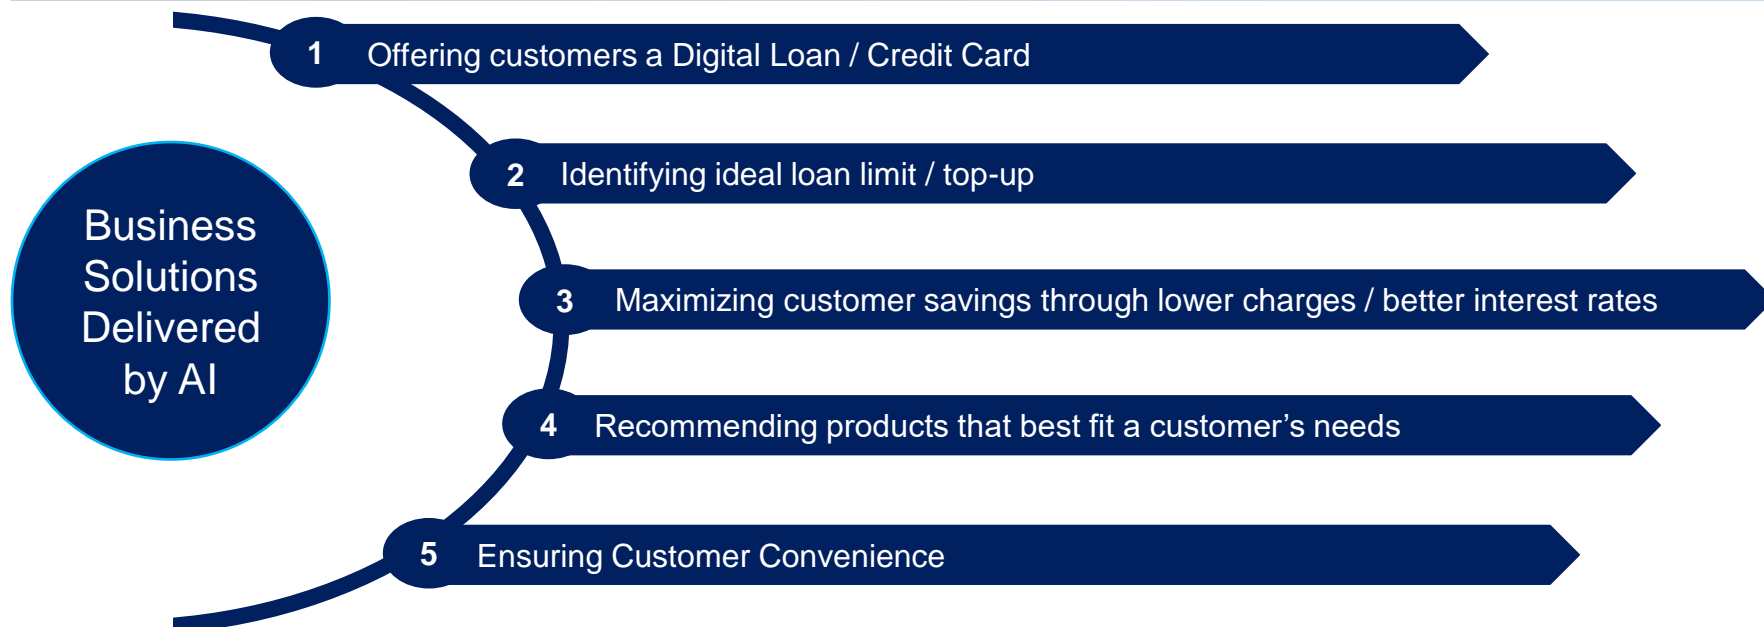 Business
Solutions
Delivered
by AI
1 Offering customers a Digital Loan / Credit Card
2 Identifying ideal loan limit / top-up
3 Maximizing customer savings through lower charges / better interest rates
4 Recommending products that best fit a customer’s needs
5 Ensuring Customer Convenience